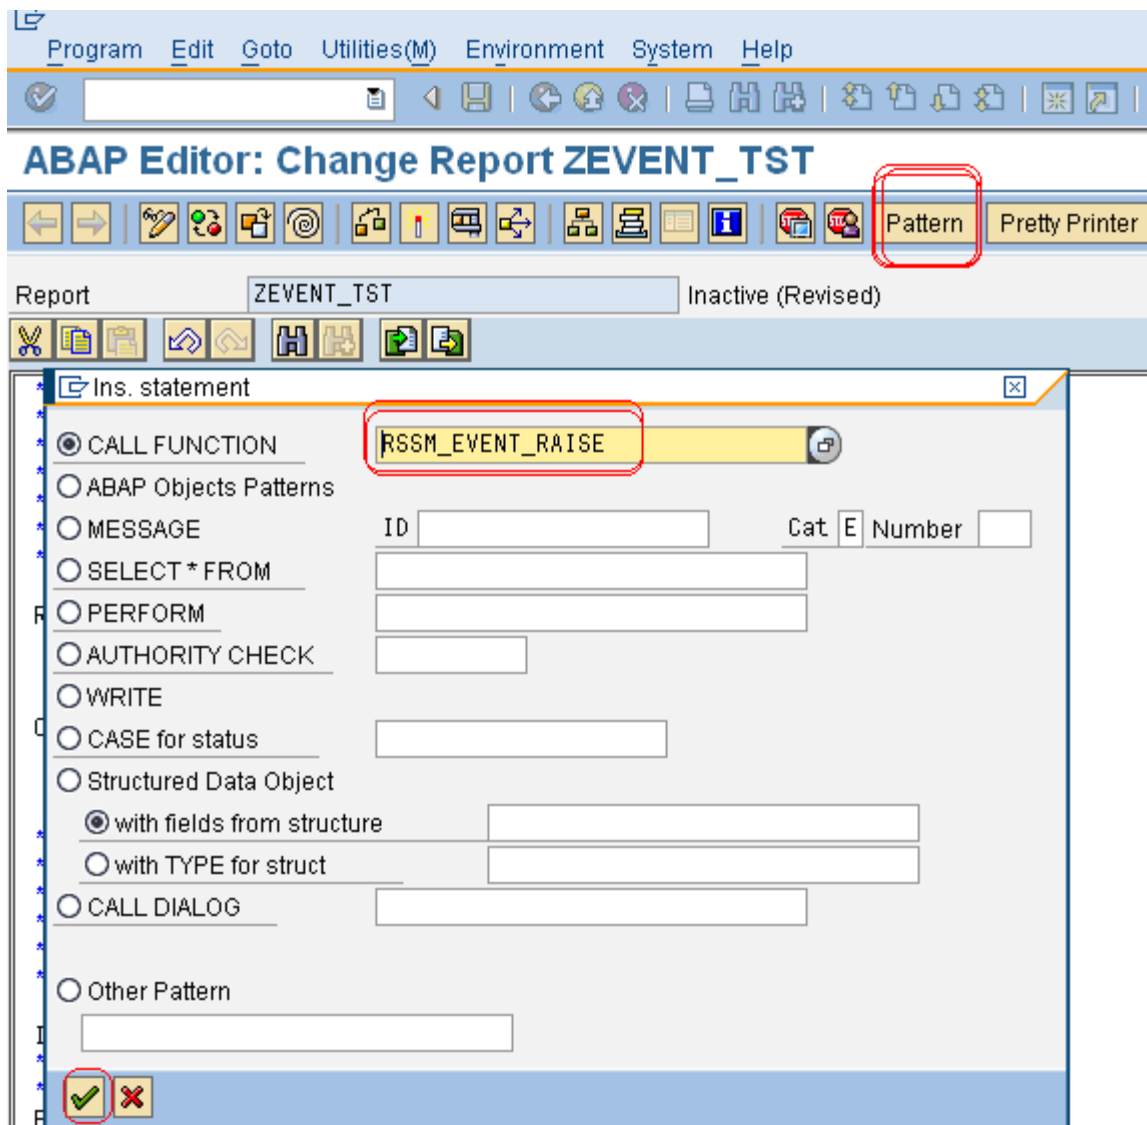 Program Edit Goto Utilities(M) Environment System Help
ABAP Editor: Change Report ZEVENT_TST
Pattern Pretty Printer
Report ZEVENT_TST Inactive (Revised)
Ins. statement
CALL FUNCTION RSSM_EVENT_RAISE
ABAP Objects Patterns
MESSAGE ID Cat E Number
SELECT * FROM
PERFORM
AUTHORITY CHECK
WRITE
CASE for status
Structured Data Object
with fields from structure
with TYPE for struct
CALL DIALOG
Other Pattern